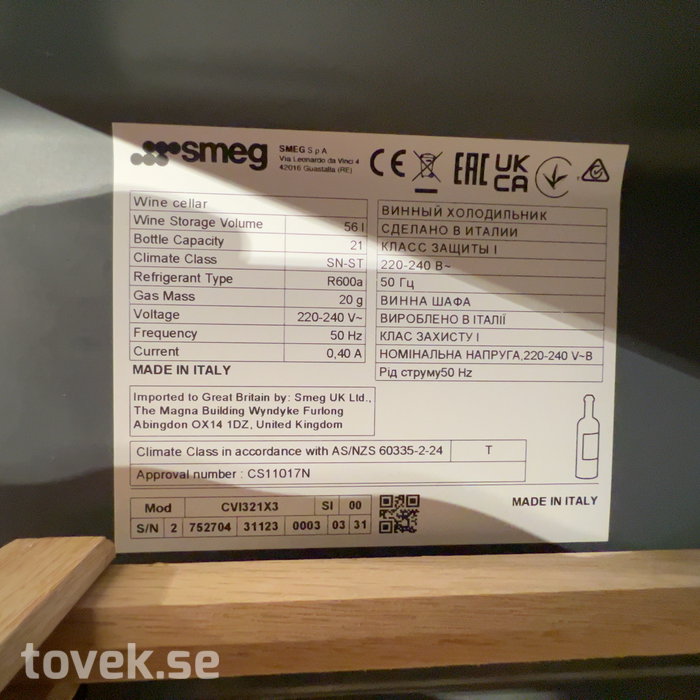 smeg
SMEG S.p.A
Via Leonardo da Vinci 4
42016 Guastalla (RE)
CE
EAC
UK
CA
Wine cellar
Wine Storage Volume 56 l
Bottle Capacity 21
Climate Class SN-ST
Refrigerant Type R600a
Gas Mass 20 g
Voltage 220-240 V~
Frequency 50 Hz
Current 0,40 A
MADE IN ITALY
ВИННЫЙ ХОЛОДИЛЬНИК
СДЕЛАНО В ИТАЛИИ
КЛАСС ЗАЩИТЫ I
220-240 В~
50 Гц
ВИННА ШАФА
ВИРОБЛЕНО В ІТАЛІЇ
КЛАС ЗАХИСТУ I
НОМІНАЛЬНА НАПРУГА,220-240 V~В
Рід струму50 Hz
Imported to Great Britain by: Smeg UK Ltd.,
The Magna Building Wyndyke Furlong
Abingdon OX14 1DZ, United Kingdom
Climate Class in accordance with AS/NZS 60335-2-24 T
Approval number : CS11017N
Mod CVI321X3 SI 00
S/N 2 752704 31123 0003 03 31
MADE IN ITALY
tovek.se